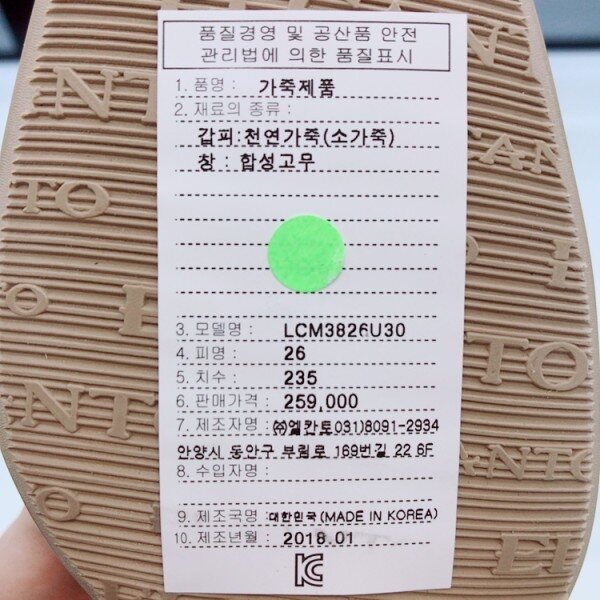 품질경영 및 공산품 안전
관리법에 의한 품질표시
1. 품명 : 가죽제품
2. 재료의 종류 :
갑피:천연가죽(소가죽)
창 : 합성고무
3. 모델명 : LCM3826U30
4. 피명 : 26
5. 치수 : 235
6. 판매가격 : 259,000
7. 제조자명 : ㈜엘칸토031)8091-2934
안양시 동안구 부림로 169번길 22 6F
8. 수입자명 :
9. 제조국명 : 대한민국(MADE IN KOREA)
10. 제조년월 : 2018.01